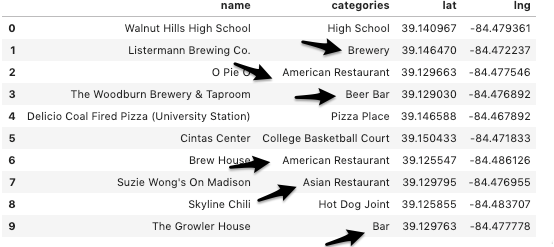 name categories lat lng
0 Walnut Hills High School High School 39.140967 -84.479361
1 Listermann Brewing Co. Brewery 39.146470 -84.472237
2 O Pie O American Restaurant 39.129663 -84.477546
3 The Woodburn Brewery & Taproom Beer Bar 39.129030 -84.476892
4 Delicio Coal Fired Pizza (University Station) Pizza Place 39.146588 -84.467892
5 Cintas Center College Basketball Court 39.150433 -84.471833
6 Brew House American Restaurant 39.125547 -84.486126
7 Suzie Wong's On Madison Asian Restaurant 39.129795 -84.476955
8 Skyline Chili Hot Dog Joint 39.125855 -84.483707
9 The Growler House Bar 39.129763 -84.477778